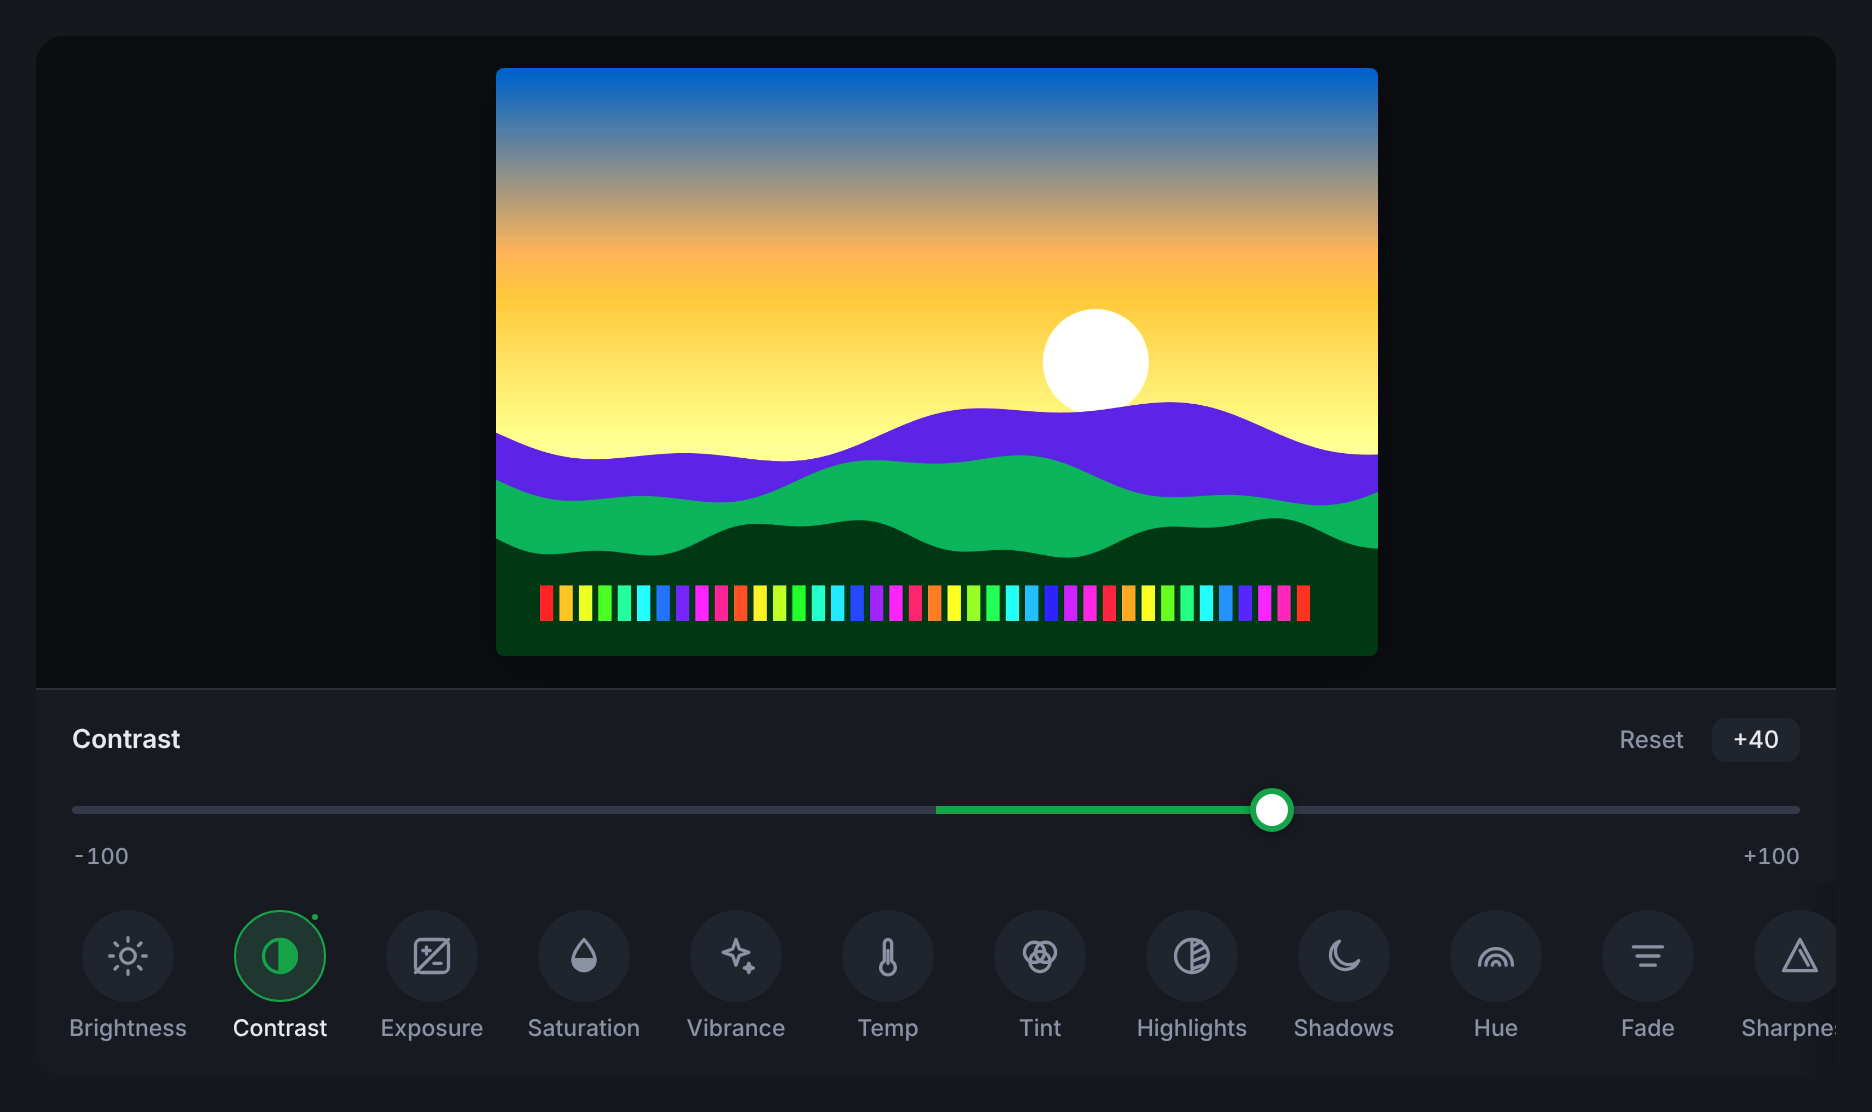 Contrast
Reset +40
-100 +100
Brightness Contrast Exposure Saturation Vibrance Temp Tint Highlights Shadows Hue Fade